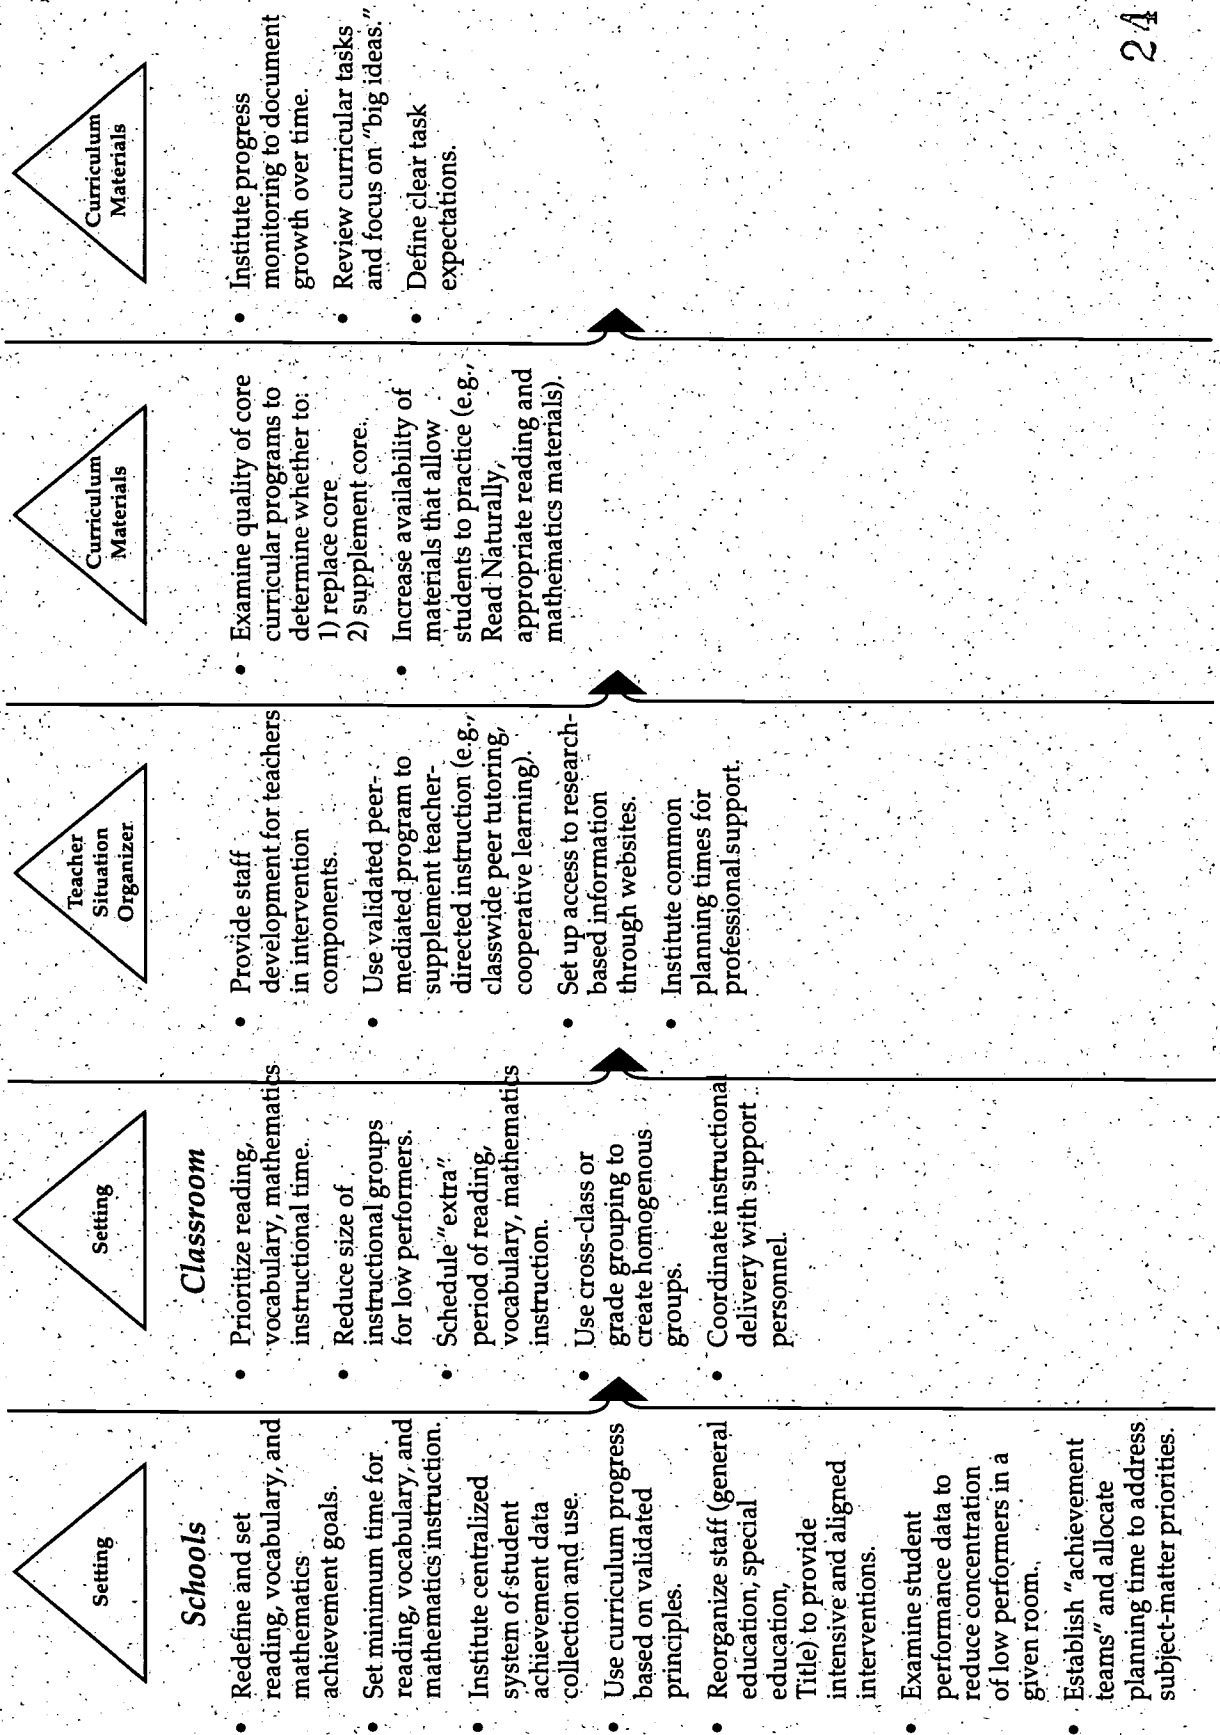 Setting
Schools
• Redefine and set
reading, vocabulary, and
mathematics
achievement goals.
• Set minimum time for
reading, vocabulary, and
mathematics instruction.
• Institute centralized
system of student
achievement data
collection and use.
• Use curriculum progress
based on validated
principles.
• Reorganize staff (general
education, special
education,
Title) to provide
intensive and aligned
interventions.
• Examine student
performance data to
reduce concentration
of low performers in a
given room.
• Establish "achievement
teams" and allocate
planning time to address
subject-matter priorities.
Setting
Classroom
• Prioritize reading,
vocabulary, mathematics
instructional time.
• Reduce size of
instructional groups
for low performers.
• Schedule "extra"
period of reading,
vocabulary, mathematics
instruction.
• Use cross-class or
grade grouping to
create homogenous
groups.
• Coordinate instructional
delivery with support
personnel.
Teacher
Situation
Organizer
• Provide staff
development for teachers
in intervention
components.
• Use validated peer-
mediated program to
supplement teacher-
directed instruction (e.g.,
classwide peer tutoring,
cooperative learning).
• Set up access to research-
based information
through websites.
• Institute common
planning times for
professional support.
Curriculum
Materials
• Examine quality of core
curricular programs to
determine whether to:
1) replace core
2) supplement core.
• Increase availability of
materials that allow
students to practice (e.g.,
Read Naturally,
appropriate reading and
mathematics materials).
Curriculum
Materials
• Institute progress
monitoring to document
growth over time.
• Review curricular tasks
and focus on "big ideas."
• Define clear task
expectations.
24